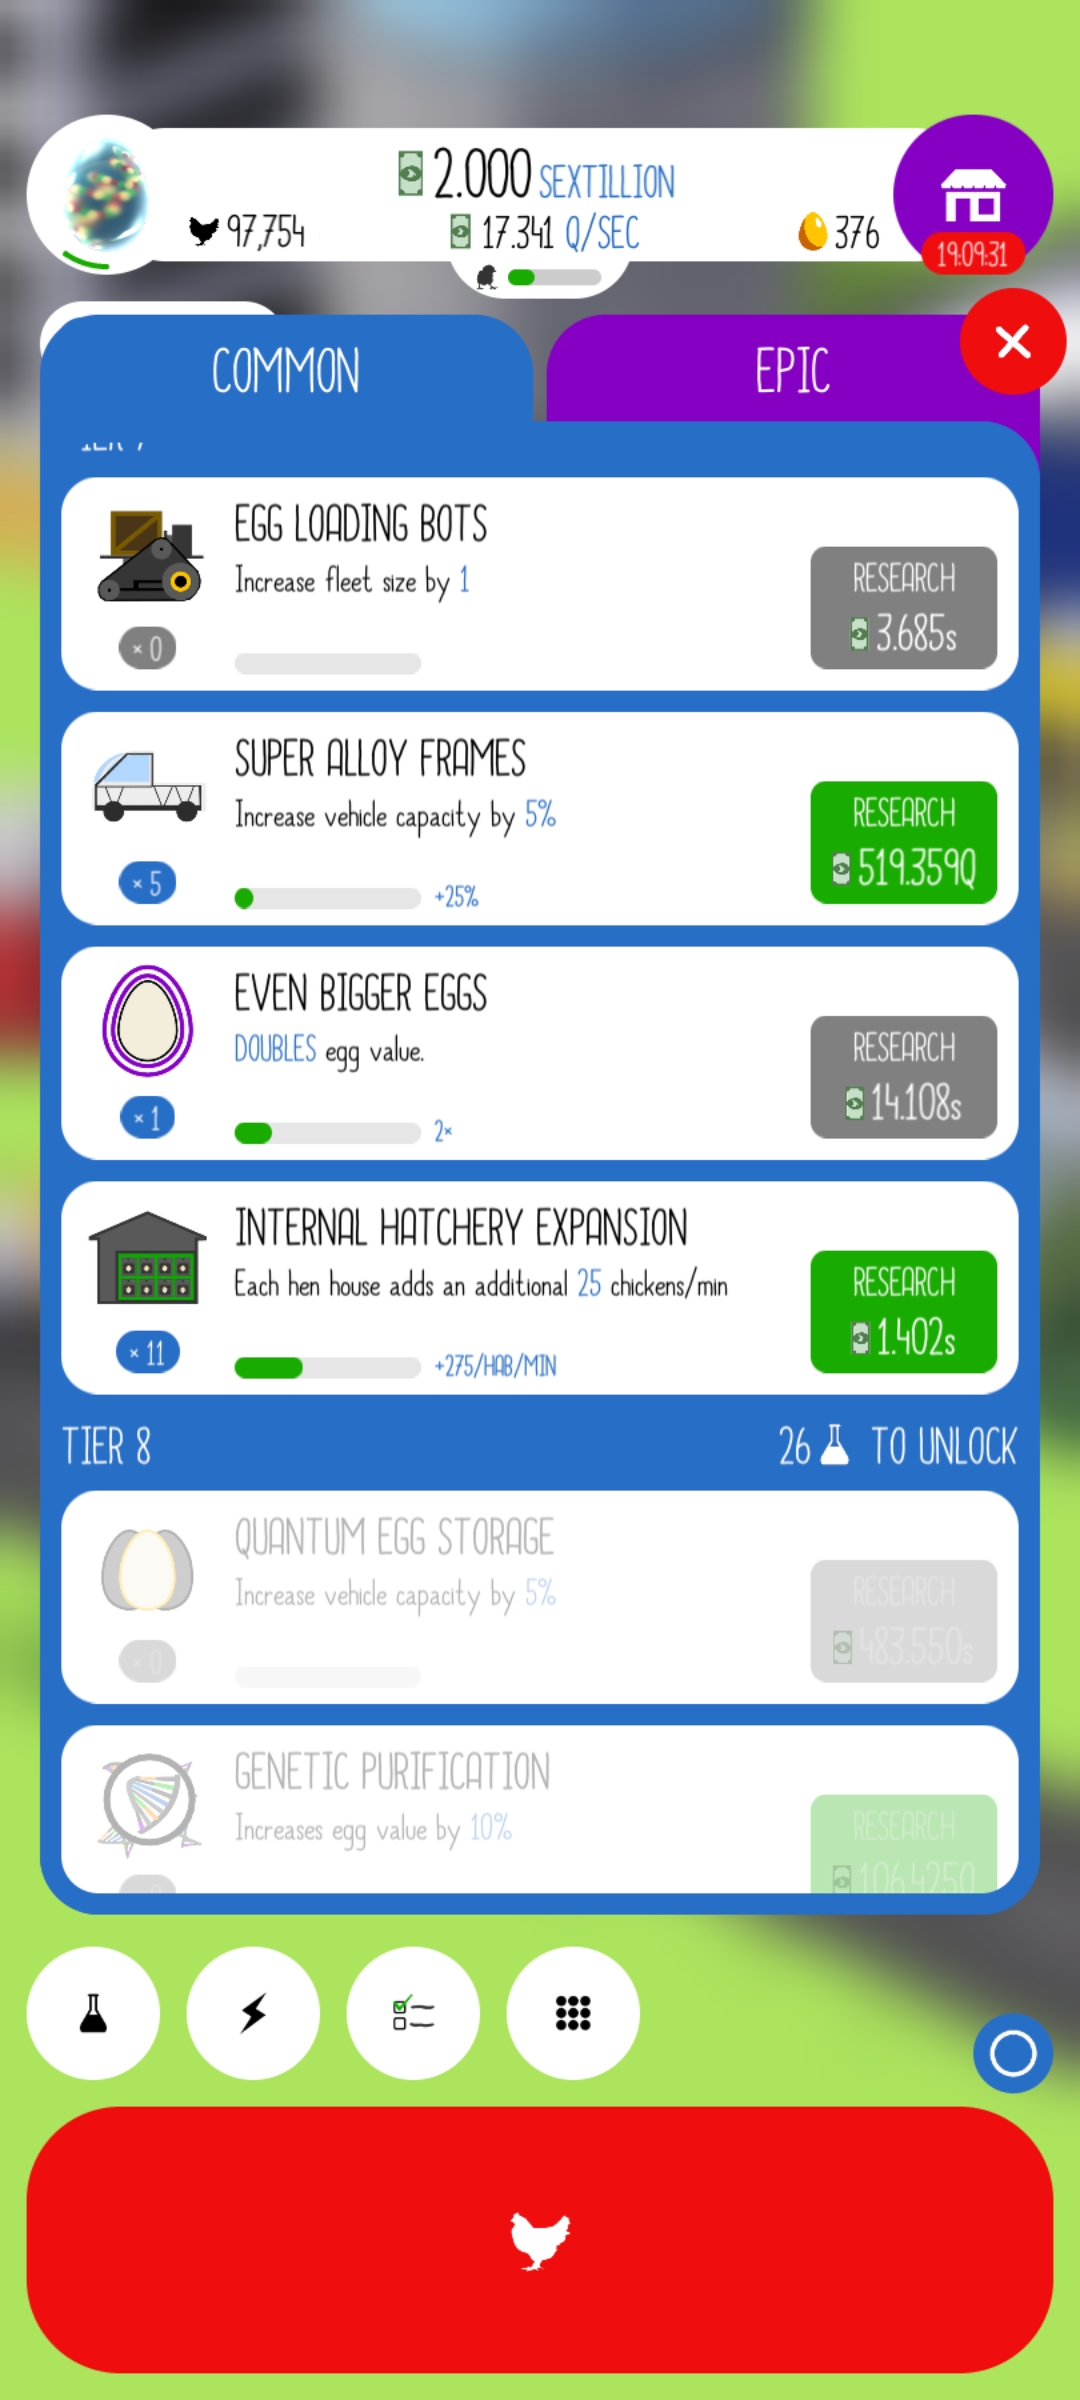 2.000 SEXTILLION
97,754
17.341 Q/SEC
376
19:09:31
COMMON
EPIC
EGG LOADING BOTS
Increase fleet size by 1
RESEARCH
3.685s
× 0
SUPER ALLOY FRAMES
Increase vehicle capacity by 5%
RESEARCH
519.359Q
× 5
+25%
EVEN BIGGER EGGS
DOUBLES egg value.
RESEARCH
14.108s
× 1
2×
INTERNAL HATCHERY EXPANSION
Each hen house adds an additional 25 chickens/min
RESEARCH
1.402s
× 11
+275/HAB/MIN
TIER 8
26 TO UNLOCK
QUANTUM EGG STORAGE
Increase vehicle capacity by 5%
RESEARCH
483.550s
× 0
GENETIC PURIFICATION
Increases egg value by 10%
RESEARCH
106.425Q